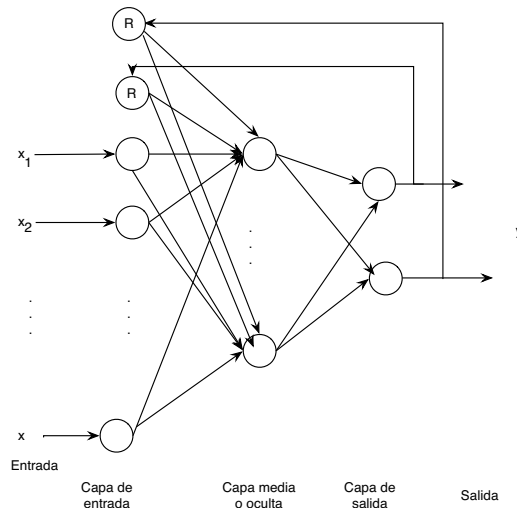 R
R
x1
x2
x
y
Entrada
Capa de
entrada
Capa media
o oculta
Capa de
salida
Salida